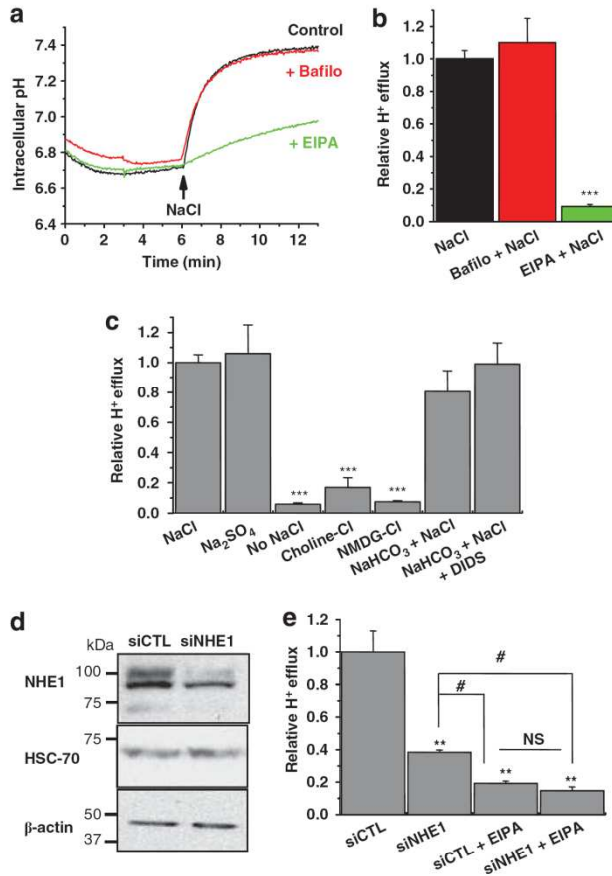 a
Intracellular pH
7.4
7.2
7.0
6.8
6.6
6.4
0 2 4 6 8 10 12
Time (min)
Control
+ Bafilo
+ EIPA
NaCl
b
Relative H⁺ efflux
1.2
1.0
0.8
0.6
0.4
0.2
0.0
***
NaCl
Bafilo + NaCl
EIPA + NaCl
c
Relative H⁺ efflux
1.2
1.0
0.8
0.6
0.4
0.2
0.0
***
***
***
NaCl
Na₂SO₄
No NaCl
Choline-Cl
NMDG-Cl
NaHCO₃ + NaCl
NaHCO₃ + NaCl
+ DIDS
d
kDa siCTL siNHE1
NHE1
100
75
HSC-70
75
β-actin
50
37
e
Relative H⁺ efflux
1.2
1.0
0.8
0.6
0.4
0.2
0.0
#
#
NS
**
**
**
siCTL
siNHE1
siCTL + EIPA
siNHE1 + EIPA